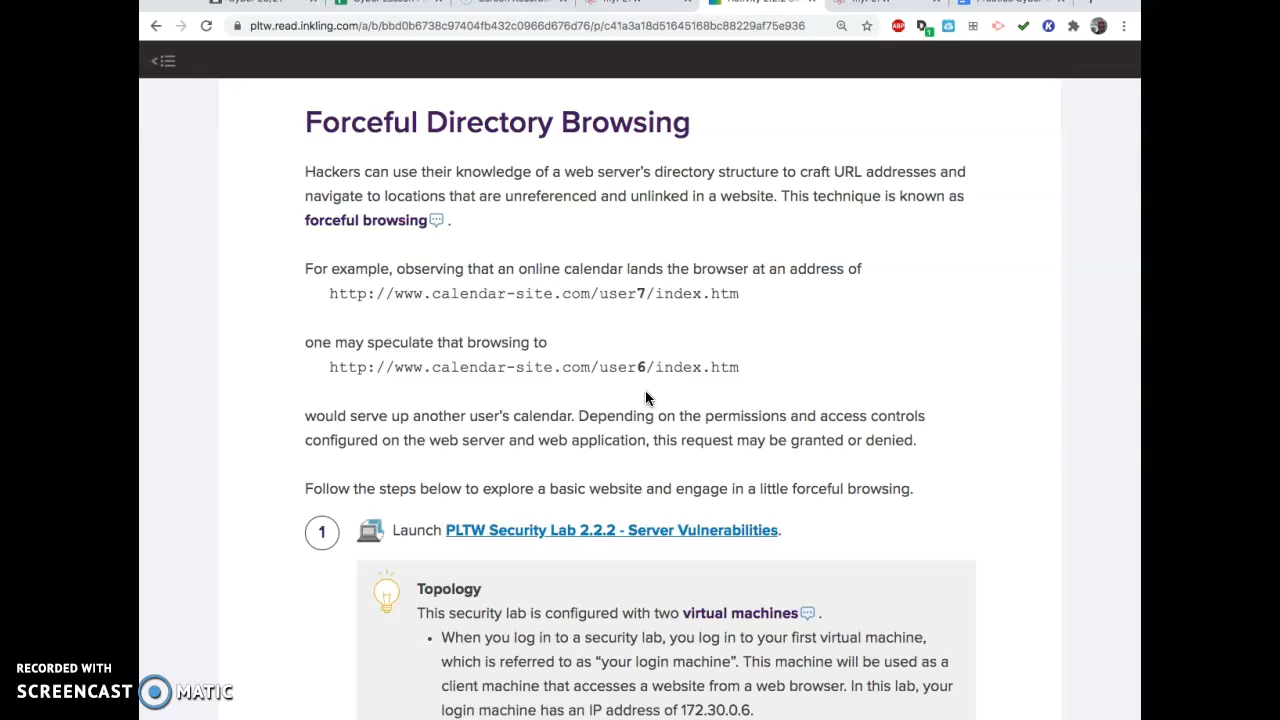 pltw.read.inkling.com/a/b/bbd0b6738c97404fb432c0966d676d76/p/c41a3a18d51645168bc88229af75e936
Forceful Directory Browsing
Hackers can use their knowledge of a web server's directory structure to craft URL addresses and
navigate to locations that are unreferenced and unlinked in a website. This technique is known as
forceful browsing .
For example, observing that an online calendar lands the browser at an address of
http://www.calendar-site.com/user7/index.htm
one may speculate that browsing to
http://www.calendar-site.com/user6/index.htm
would serve up another user's calendar. Depending on the permissions and access controls
configured on the web server and web application, this request may be granted or denied.
Follow the steps below to explore a basic website and engage in a little forceful browsing.
1 Launch PLTW Security Lab 2.2.2 - Server Vulnerabilities.
Topology
This security lab is configured with two virtual machines .
• When you log in to a security lab, you log in to your first virtual machine,
which is referred to as “your login machine”. This machine will be used as a
client machine that accesses a website from a web browser. In this lab, your
login machine has an IP address of 172.30.0.6.
RECORDED WITH
SCREENCAST MATIC